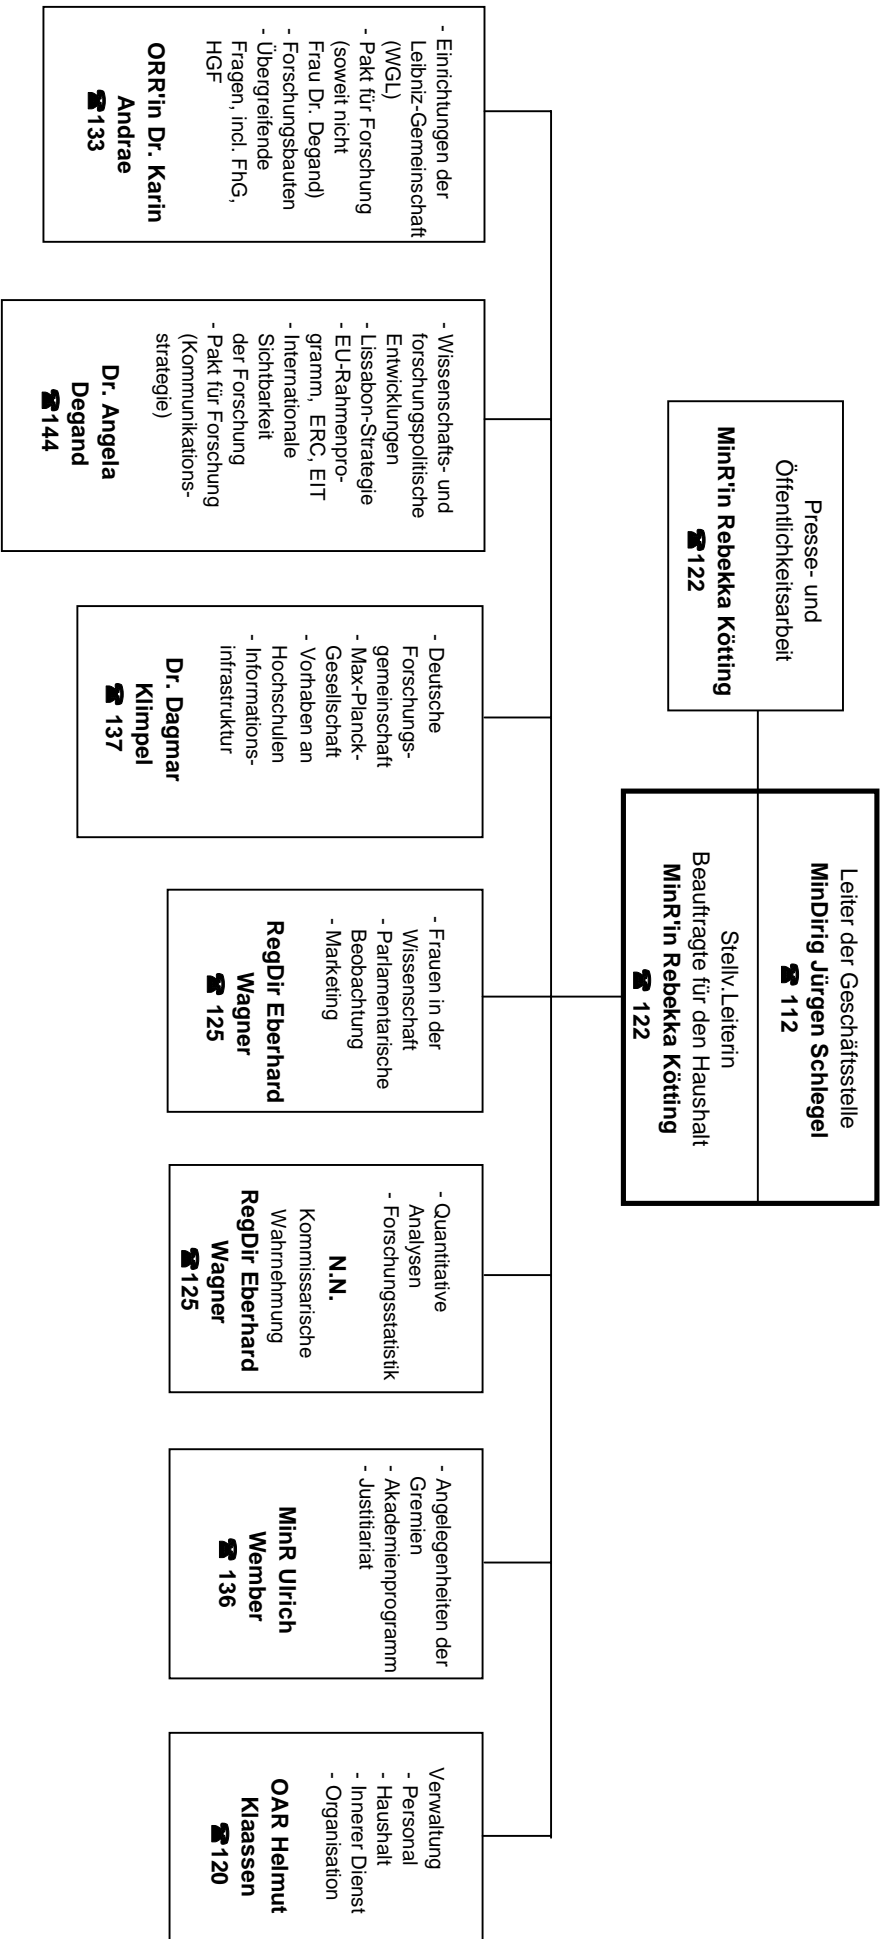 Leiter der Geschäftsstelle
MinDirig Jürgen Schlegel
☎ 112
Stellv.Leiterin
Beauftragte für den Haushalt
MinR'in Rebekka Kötting
☎ 122
Presse- und
Öffentlichkeitsarbeit
MinR'in Rebekka Kötting
☎122
- Einrichtungen der
Leibniz-Gemeinschaft
(WGL)
- Pakt für Forschung
(soweit nicht
Frau Dr. Degand)
- Forschungsbauten
- Übergreifende
Fragen, incl. FhG,
HGF
ORR'in Dr. Karin
Andrae
☎133
- Wissenschafts- und
forschungspolitische
Entwicklungen
- Lissabon-Strategie
- EU-Rahmenpro-
gramm, ERC, EIT
- Internationale
Sichtbarkeit
der Forschung
- Pakt für Forschung
(Kommunikations-
strategie)
Dr. Angela
Degand
☎144
- Deutsche
Forschungs-
gemeinschaft
- Max-Planck-
Gesellschaft
- Vorhaben an
Hochschulen
- Informations-
infrastruktur
Dr. Dagmar
Klimpel
☎ 137
- Frauen in der
Wissenschaft
- Parlamentarische
Beobachtung
- Marketing
RegDir Eberhard
Wagner
☎ 125
- Quantitative
Analysen
- Forschungsstatistik
N.N.
Kommissarische
Wahrnehmung
RegDir Eberhard
Wagner
☎125
- Angelegenheiten der
Gremien
- Akademienprogramm
- Justitiariat
MinR Ulrich
Wember
☎ 136
Verwaltung
- Personal
- Haushalt
- Innerer Dienst
- Organisation
OAR Helmut
Klaassen
☎120